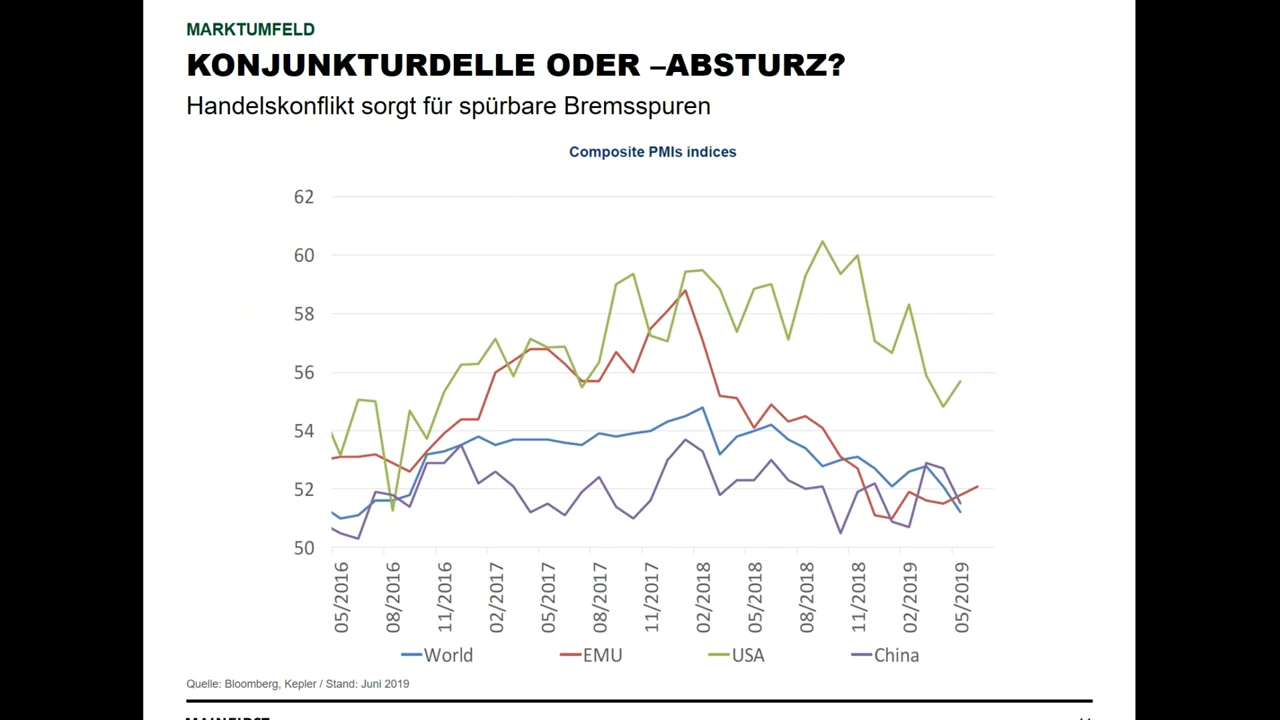 MARKTUMFELD
KONJUNKTURDELLE ODER –ABSTURZ?
Handelskonflikt sorgt für spürbare Bremsspuren
Composite PMIs indices
62
60
58
56
54
52
50
05/2016 08/2016 11/2016 02/2017 05/2017 08/2017 11/2017 02/2018 05/2018 08/2018 11/2018 02/2019 05/2019
World EMU USA China
Quelle: Bloomberg, Kepler / Stand: Juni 2019
MAINFIRST